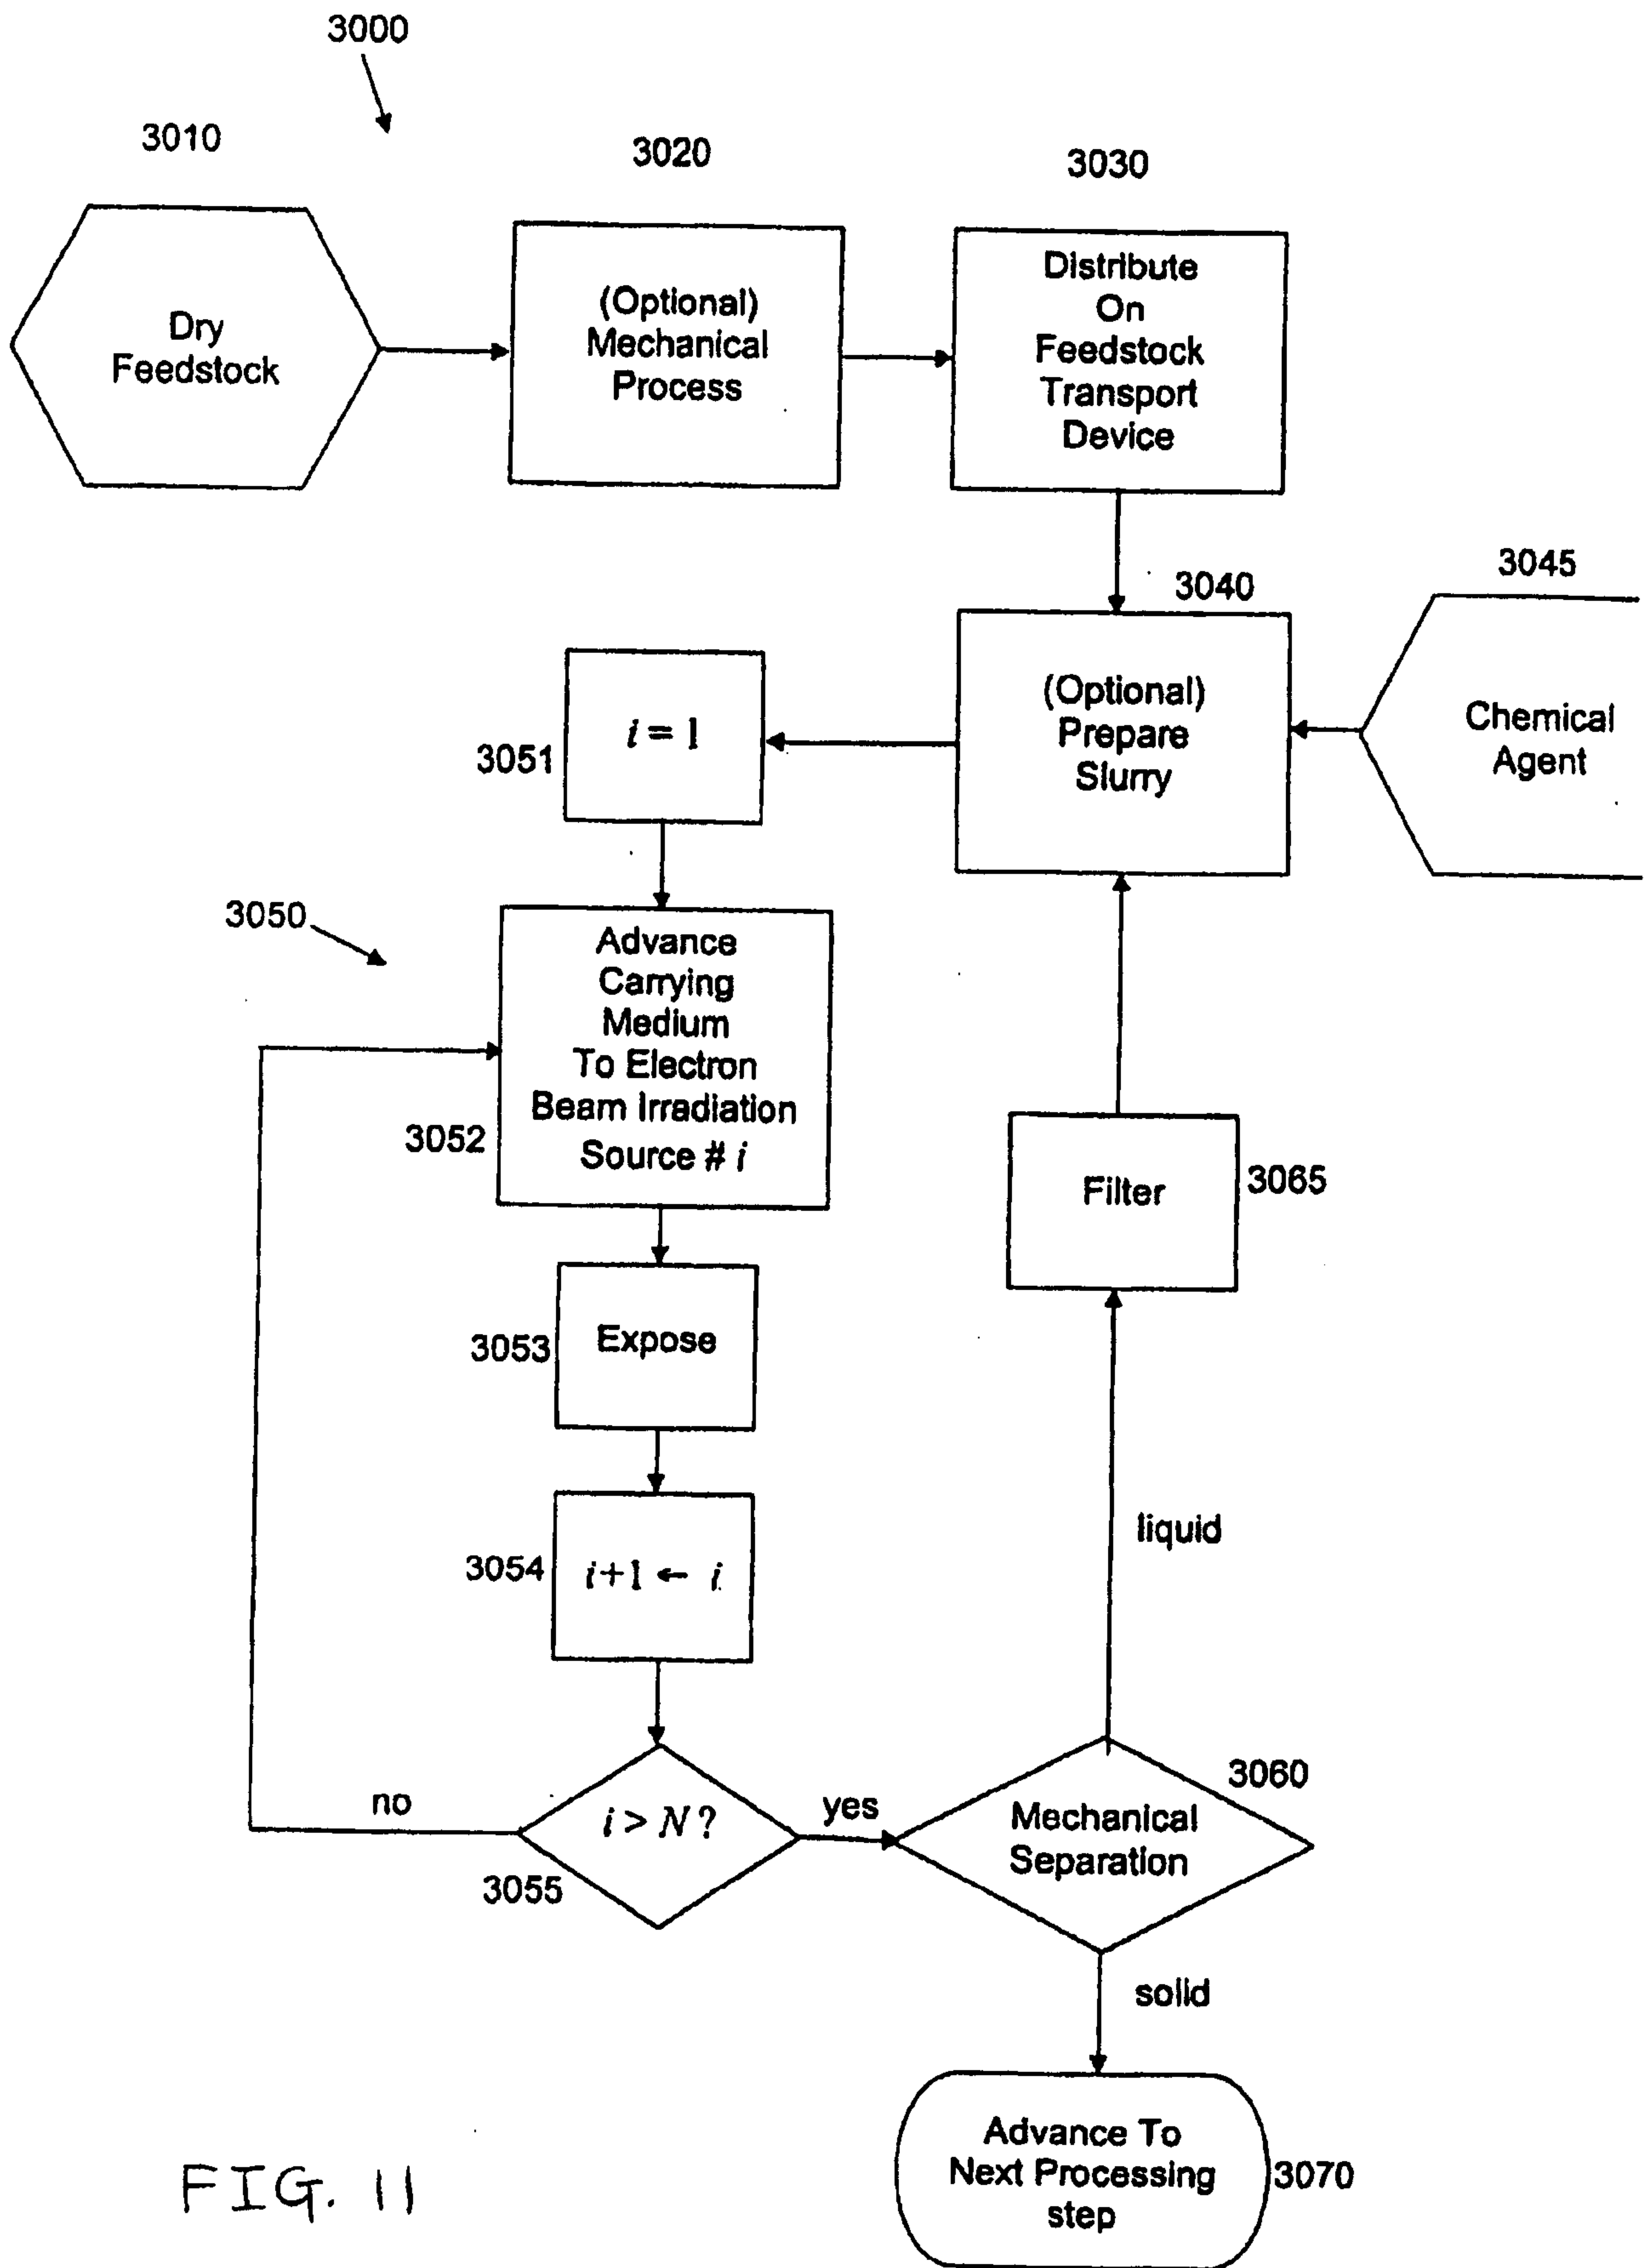 3000
3010
3020
3030
Dry
Feedstock
(Optional)
Mechanical
Process
Distribute
On
Feedstock
Transport
Device
3040
3045
(Optional)
Prepare
Slurry
Chemical
Agent
3051
i = 1
3050
Advance
Carrying
Medium
To Electron
Beam Irradiation
Source # i
3052
Filter
3065
3053
Expose
3054
i+1 ← i
liquid
no
i > N ?
yes
3055
3060
Mechanical
Separation
solid
Advance To
Next Processing
step
3070
FIG. 11